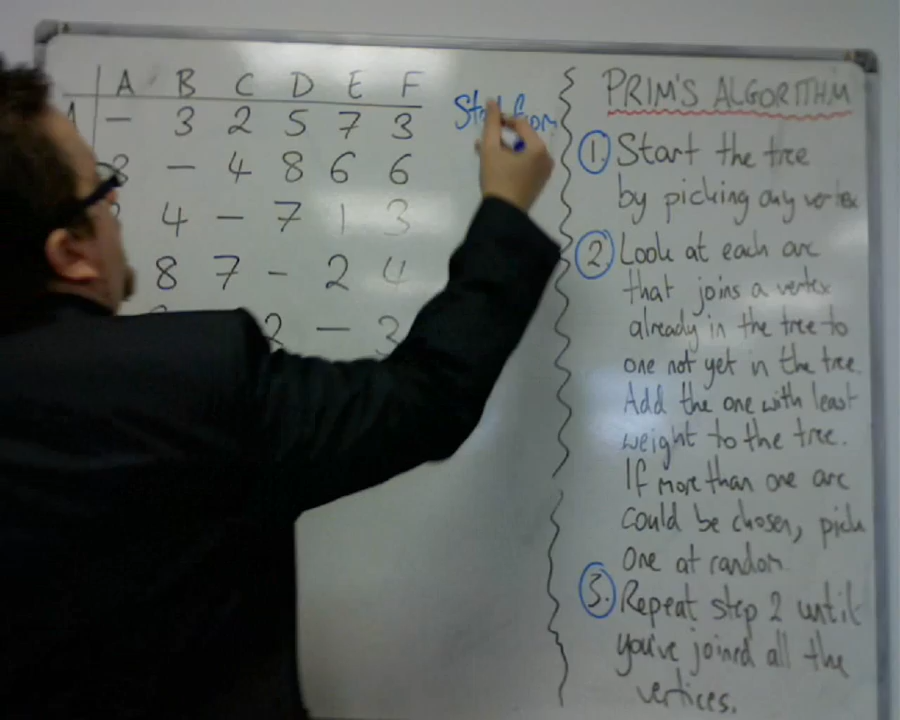 A B C D E F
A — 3 2 5 7 3
3 — 4 8 6 6
4 — 7 1 3
8 7 — 2 4
2 — 3
Start from
PRIM'S ALGORITHM
1. Start the tree
by picking any vertex
2. Look at each arc
that joins a vertex
already in the tree to
one not yet in the tree.
Add the one with least
weight to the tree.
If more than one arc
could be chosen, pick
one at random.
3. Repeat step 2 until
you've joined all the
vertices.